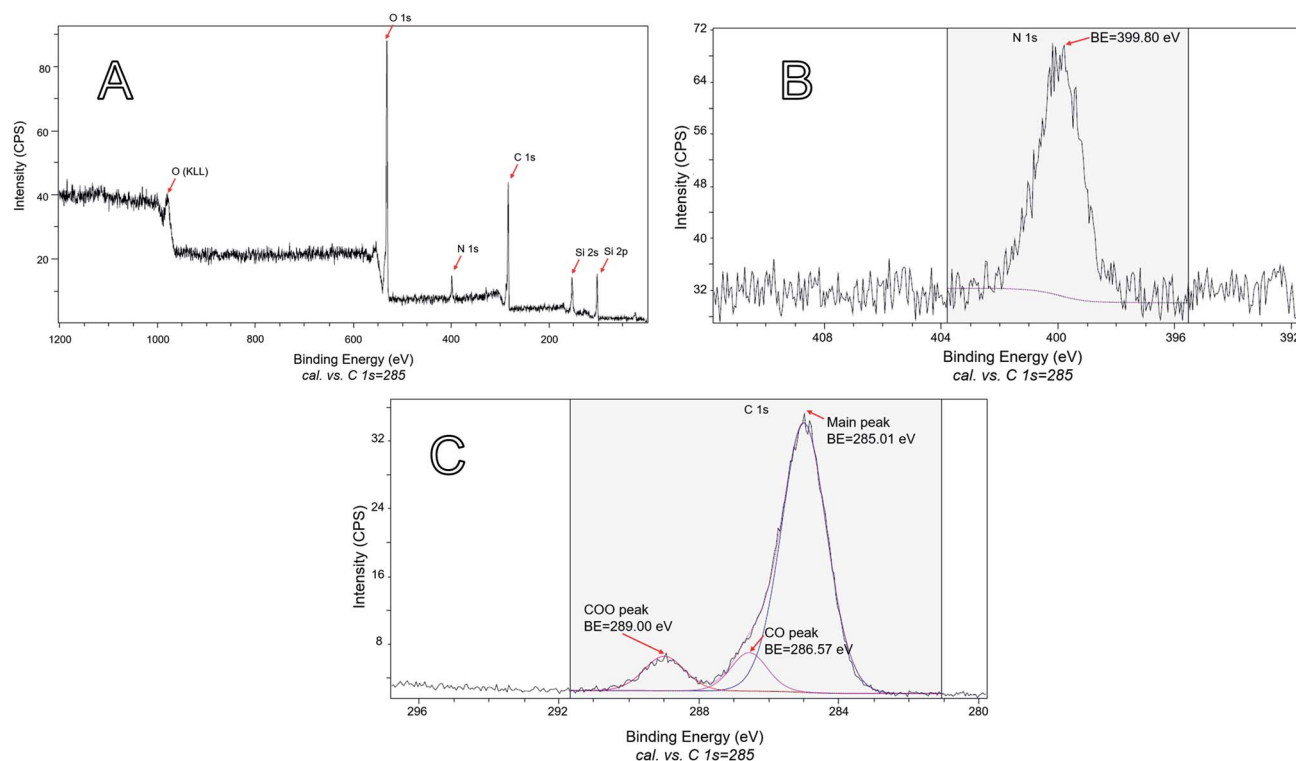 A
O 1s
O (KLL)
N 1s
C 1s
Si 2s
Si 2p
Intensity (CPS)
80
60
40
20
1200
1000
800
600
400
200
Binding Energy (eV)
cal. vs. C 1s=285
B
N 1s
BE=399.80 eV
Intensity (CPS)
72
64
56
48
40
32
408
404
400
396
392
Binding Energy (eV)
cal. vs. C 1s=285
C
C 1s
Main peak
BE=285.01 eV
COO peak
BE=289.00 eV
CO peak
BE=286.57 eV
Intensity (CPS)
32
24
16
8
296
292
288
284
280
Binding Energy (eV)
cal. vs. C 1s=285